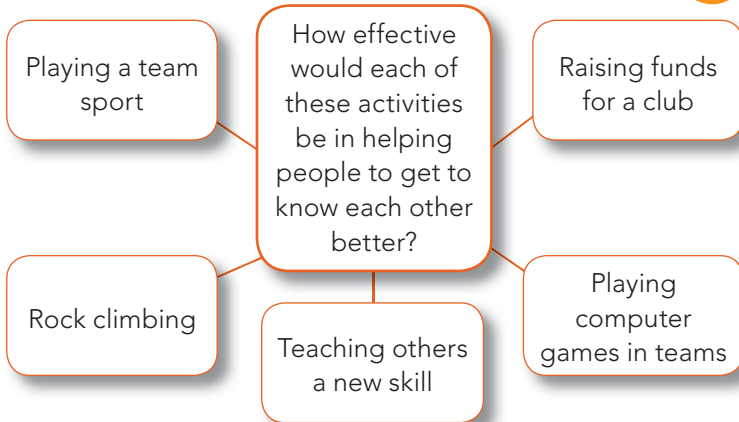 Playing a team
sport
How effective
would each of
these activities
be in helping
people to get to
know each other
better?
Raising funds
for a club
Rock climbing
Teaching others
a new skill
Playing
computer
games in teams